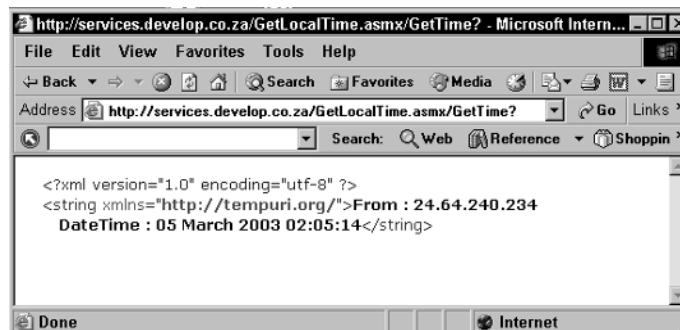 http://services.develop.co.za/GetLocalTime.asmx/GetTime? - Microsoft Intern...
File Edit View Favorites Tools Help
Back Search Favorites Media
Address http://services.develop.co.za/GetLocalTime.asmx/GetTime? Go Links
Search: Web Reference Shoppin
<?xml version="1.0" encoding="utf-8" ?>
<string xmlns="http://tempuri.org/">From : 24.64.240.234
DateTime : 05 March 2003 02:05:14</string>
Done Internet